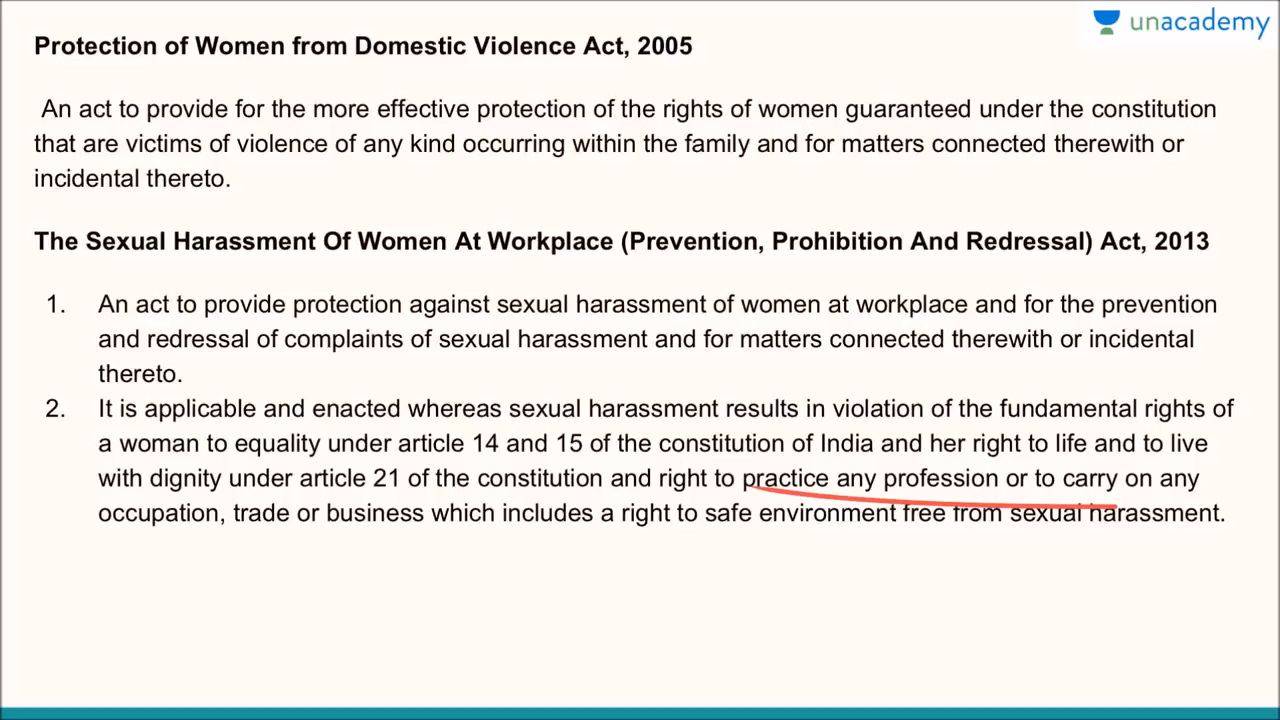 unacademy
Protection of Women from Domestic Violence Act, 2005
An act to provide for the more effective protection of the rights of women guaranteed under the constitution
that are victims of violence of any kind occurring within the family and for matters connected therewith or
incidental thereto.
The Sexual Harassment Of Women At Workplace (Prevention, Prohibition And Redressal) Act, 2013
1. An act to provide protection against sexual harassment of women at workplace and for the prevention
and redressal of complaints of sexual harassment and for matters connected therewith or incidental
thereto.
2. It is applicable and enacted whereas sexual harassment results in violation of the fundamental rights of
a woman to equality under article 14 and 15 of the constitution of India and her right to life and to live
with dignity under article 21 of the constitution and right to practice any profession or to carry on any
occupation, trade or business which includes a right to safe environment free from sexual harassment.